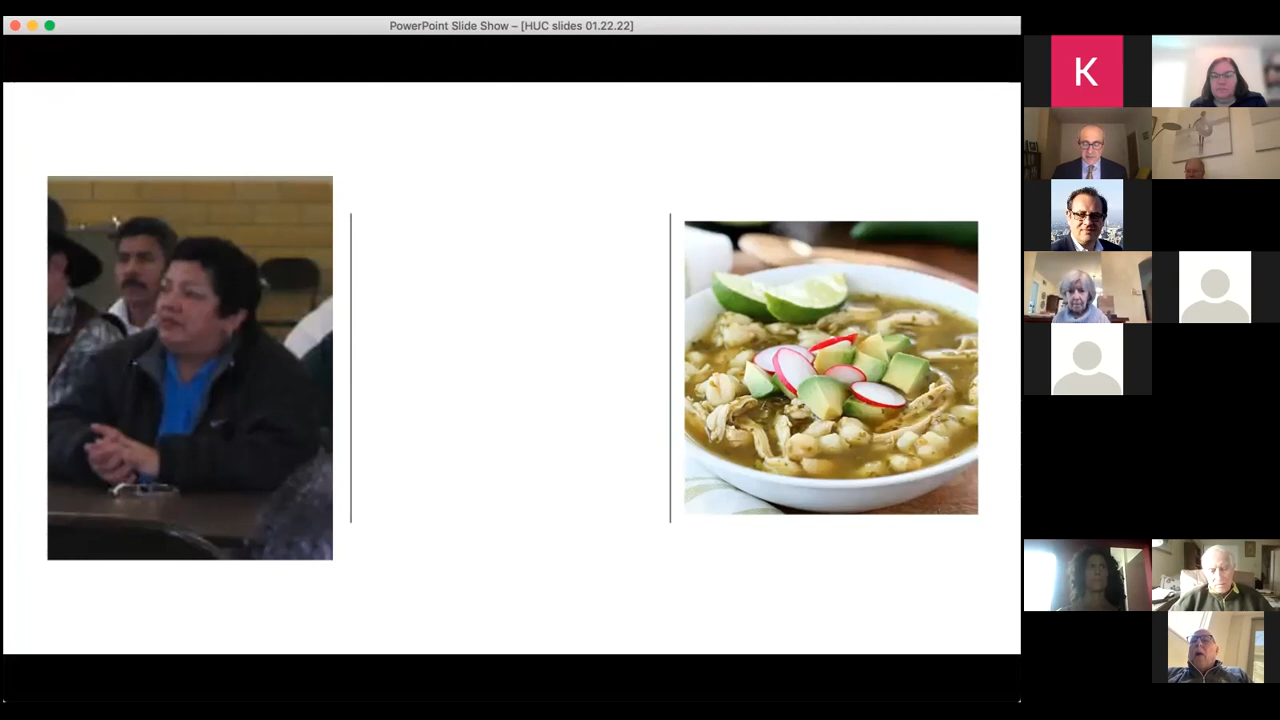 PowerPoint Slide Show – [HUC slides 01.22.22]
K